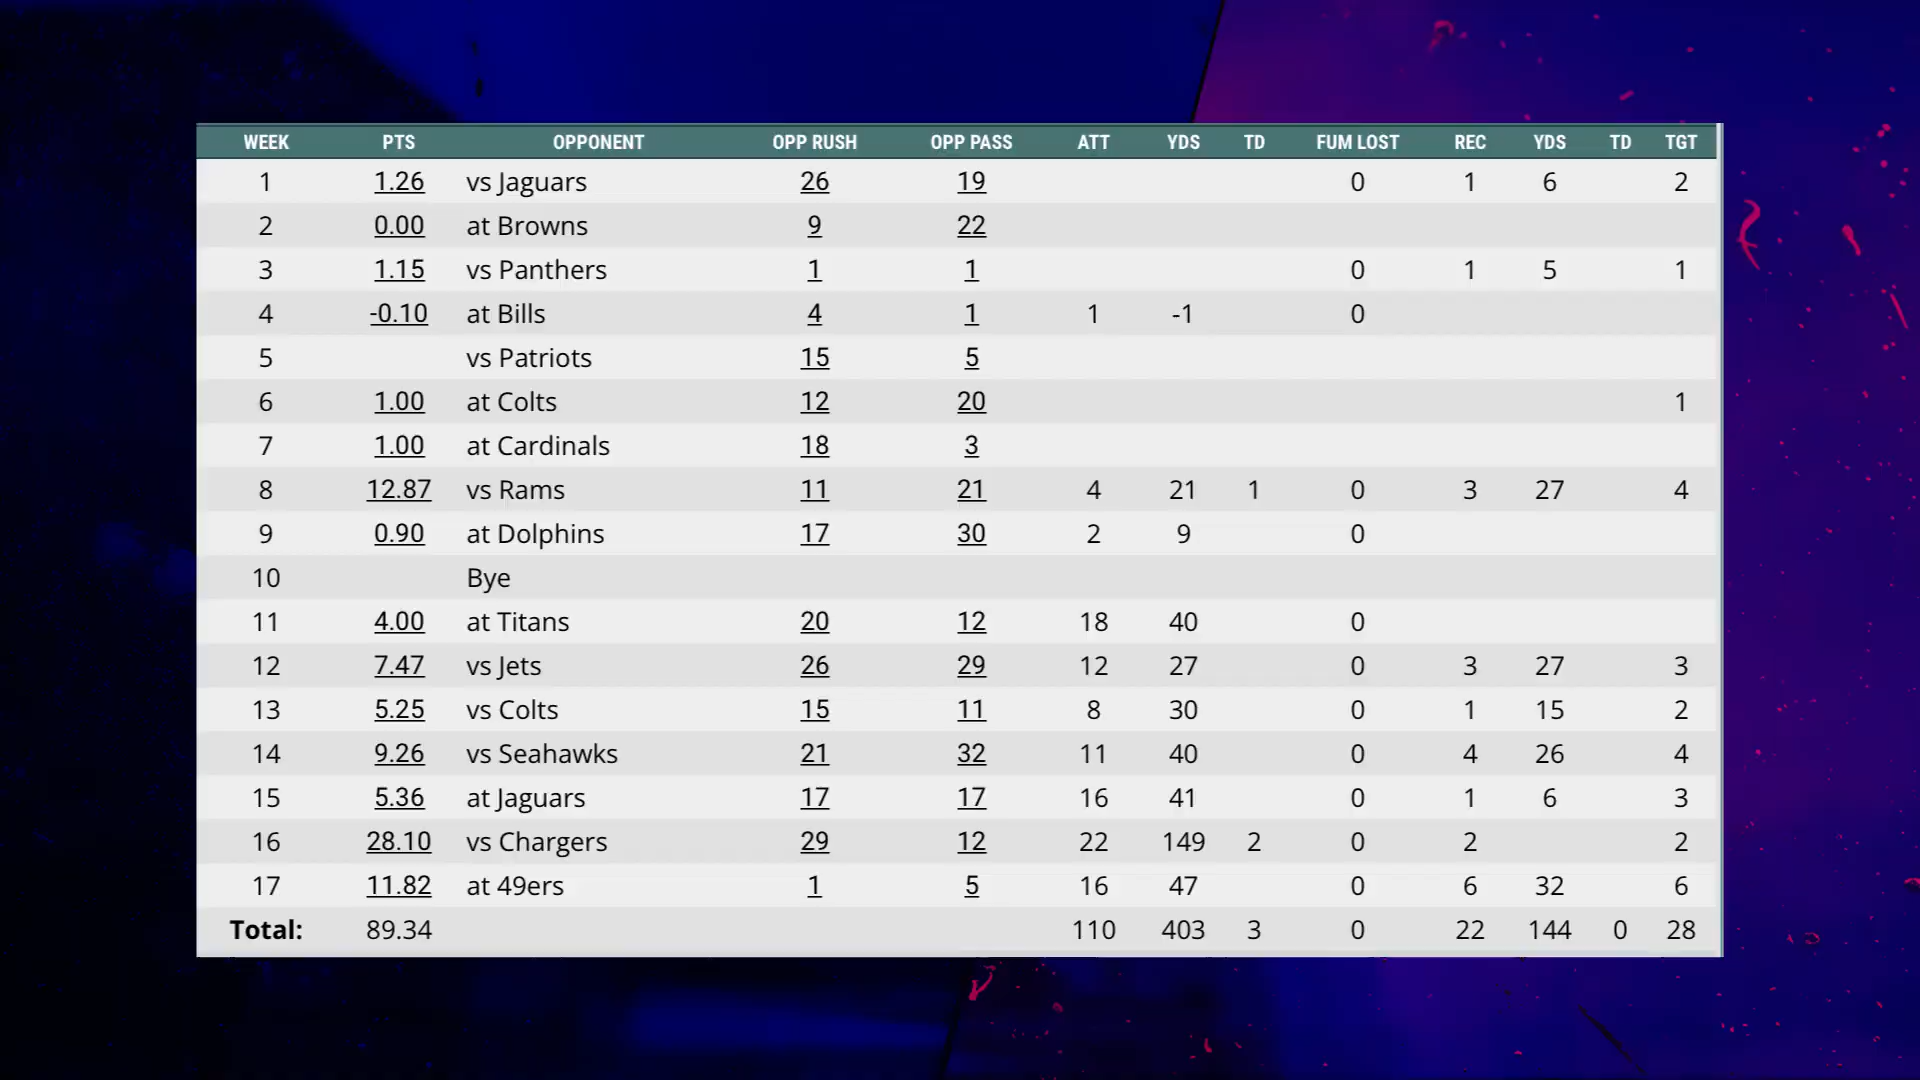 WEEK PTS OPPONENT OPP RUSH OPP PASS ATT YDS TD FUM LOST REC YDS TD TGT
1 1.26 vs Jaguars 26 19 0 1 6 2
2 0.00 at Browns 9 22
3 1.15 vs Panthers 1 1 0 1 5 1
4 -0.10 at Bills 4 1 1 -1 0
5 vs Patriots 15 5
6 1.00 at Colts 12 20 1
7 1.00 at Cardinals 18 3
8 12.87 vs Rams 11 21 4 21 1 0 3 27 4
9 0.90 at Dolphins 17 30 2 9 0
10 Bye
11 4.00 at Titans 20 12 18 40 0
12 7.47 vs Jets 26 29 12 27 0 3 27 3
13 5.25 vs Colts 15 11 8 30 0 1 15 2
14 9.26 vs Seahawks 21 32 11 40 0 4 26 4
15 5.36 at Jaguars 17 17 16 41 0 1 6 3
16 28.10 vs Chargers 29 12 22 149 2 0 2 2
17 11.82 at 49ers 1 5 16 47 0 6 32 6
Total: 89.34 110 403 3 0 22 144 0 28